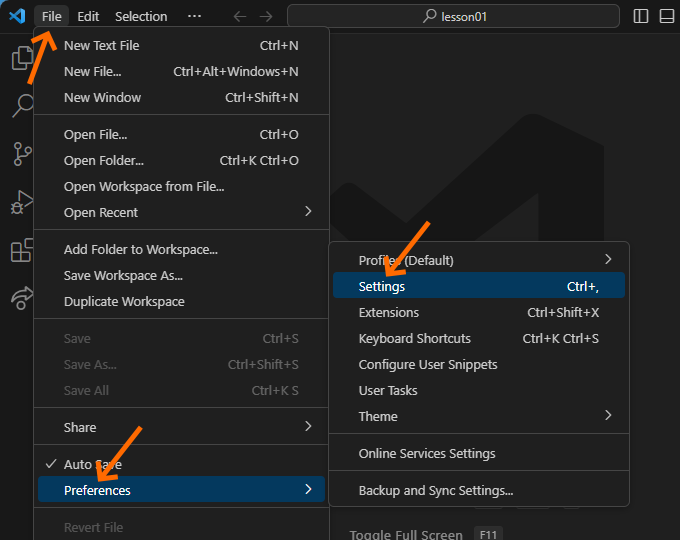 File Edit Selection ··· lesson01
New Text File Ctrl+N
New File... Ctrl+Alt+Windows+N
New Window Ctrl+Shift+N
Open File... Ctrl+O
Open Folder... Ctrl+K Ctrl+O
Open Workspace from File...
Open Recent
Add Folder to Workspace...
Save Workspace As...
Duplicate Workspace
Save Ctrl+S
Save As... Ctrl+Shift+S
Save All Ctrl+K S
Share
Auto Save
Preferences
Revert File
Profiles (Default)
Settings Ctrl+,
Extensions Ctrl+Shift+X
Keyboard Shortcuts Ctrl+K Ctrl+S
Configure User Snippets
User Tasks
Theme
Online Services Settings
Backup and Sync Settings...
Toggle Full Screen F11